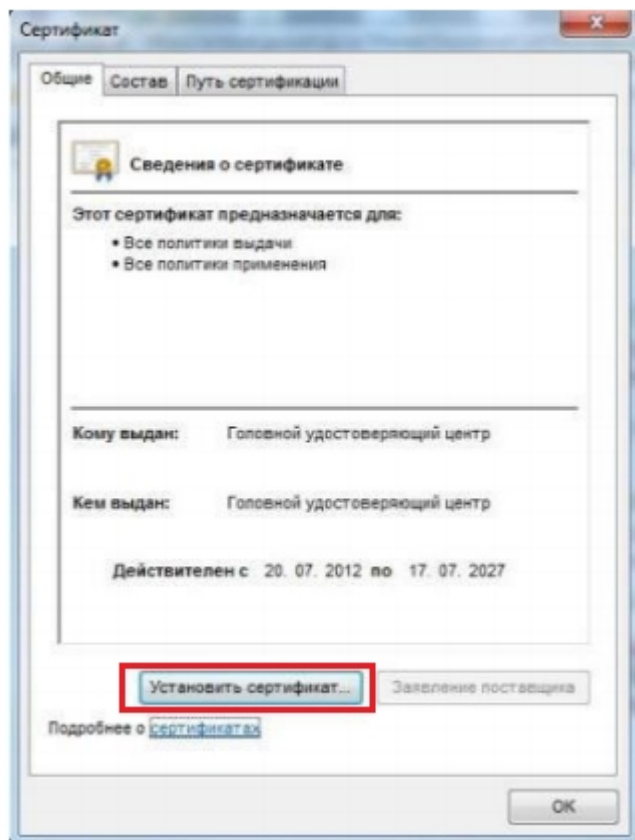 Сертификат
Общие Состав Путь сертификации
Сведения о сертификате
Этот сертификат предназначается для:
• Все политики выдачи
• Все политики применения
Кому выдан: Головной удостоверяющий центр
Кем выдан: Головной удостоверяющий центр
Действителен с 20. 07. 2012 по 17. 07. 2027
Установить сертификат... Заявление поставщика
Подробнее о сертификатах
ОК